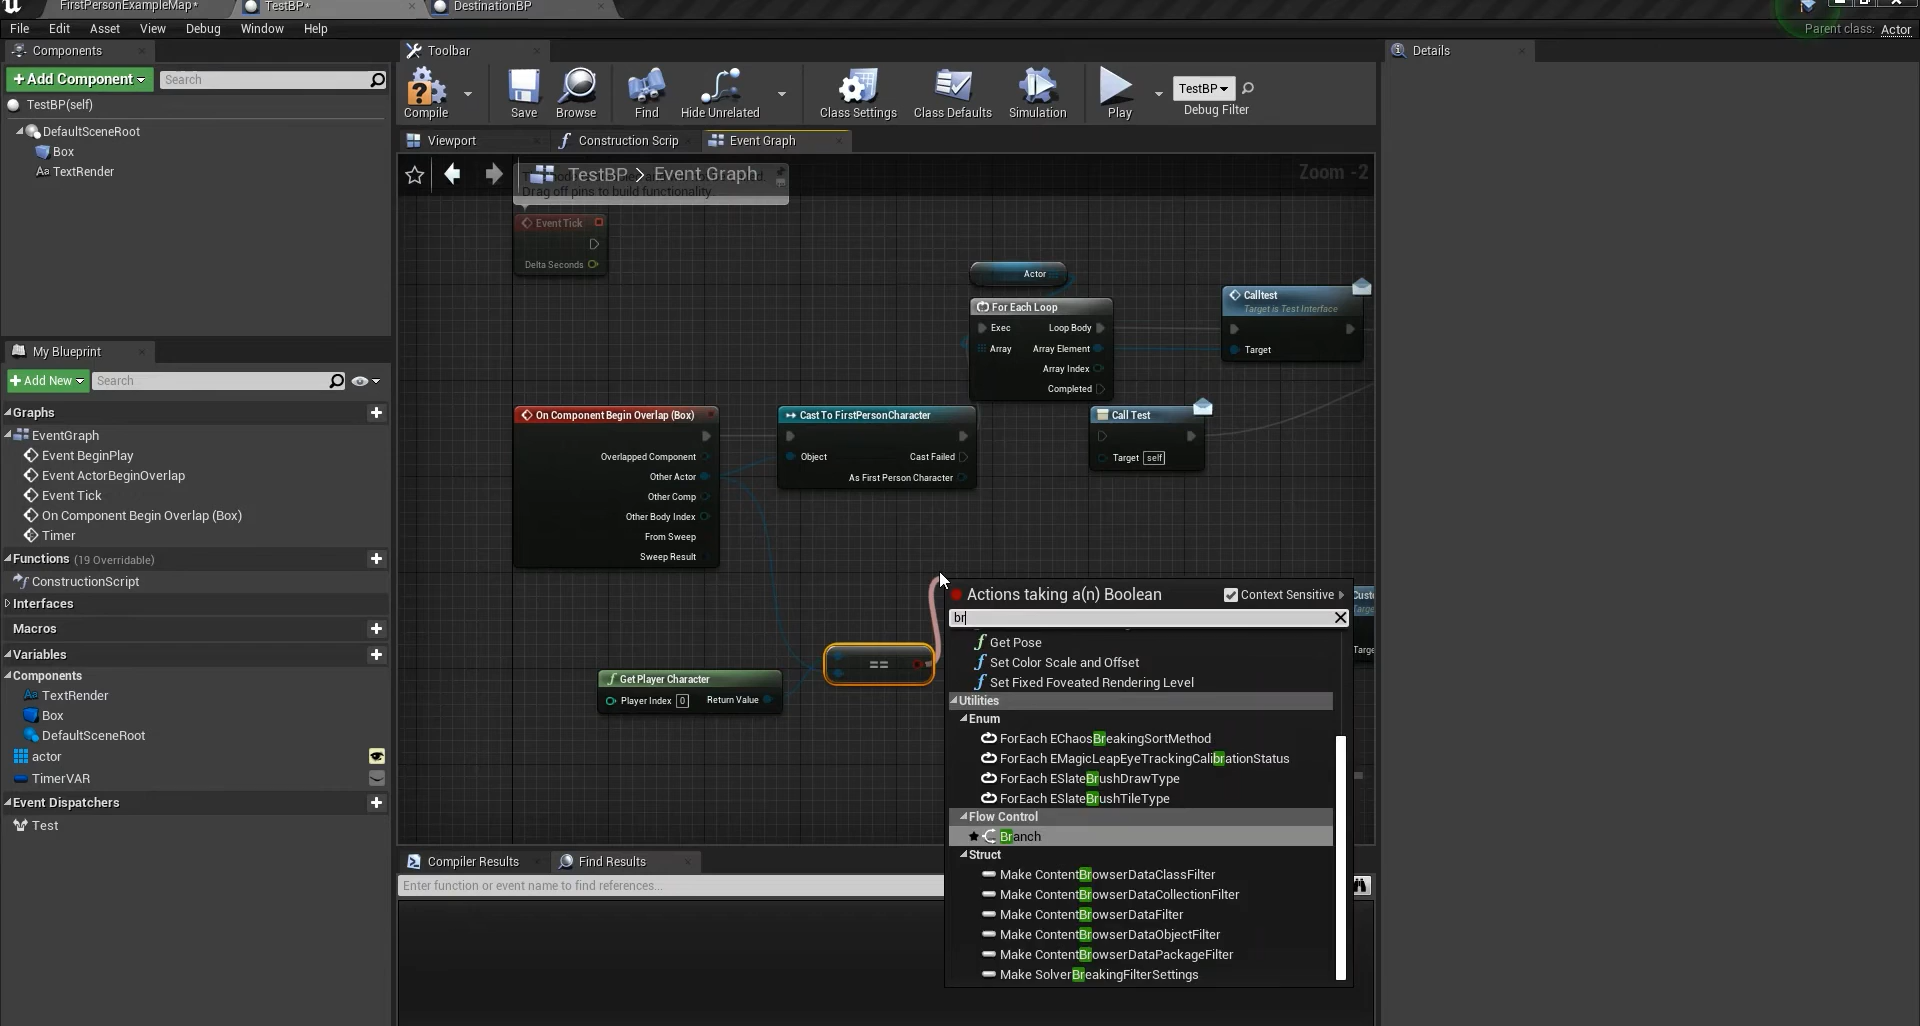 FirstPersonExampleMap*
TestBP*
DestinationBP
File Edit Asset View Debug Window Help
Parent class: Actor
Components
+Add Component
Search
TestBP(self)
DefaultSceneRoot
Box
TextRender
Toolbar
Compile
Save
Browse
Find
Hide Unrelated
Class Settings
Class Defaults
Simulation
Play
TestBP
Debug Filter
Details
Viewport
Construction Scrip
Event Graph
TestBP > Event Graph
Zoom -2
Drag off pins to build functionality.
Event Tick
Delta Seconds
Actor
For Each Loop
Exec Loop Body
Array Array Element
Array Index
Completed
Calltest
Target is Test Interface
Target
On Component Begin Overlap (Box)
Overlapped Component
Other Actor
Other Comp
Other Body Index
From Sweep
Sweep Result
Cast To FirstPersonCharacter
Object Cast Failed
As First Person Character
Call Test
Target self
Get Player Character
Player Index 0 Return Value
==
Actions taking a(n) Boolean
Context Sensitive
br
Get Pose
Set Color Scale and Offset
Set Fixed Foveated Rendering Level
Utilities
Enum
ForEach EChaosBreakingSortMethod
ForEach EMagicLeapEyeTrackingCalibrationStatus
ForEach ESlateBrushDrawType
ForEach ESlateBrushTileType
Flow Control
Branch
Struct
Make ContentBrowserDataClassFilter
Make ContentBrowserDataCollectionFilter
Make ContentBrowserDataFilter
Make ContentBrowserDataObjectFilter
Make ContentBrowserDataPackageFilter
Make SolverBreakingFilterSettings
My Blueprint
+Add New
Search
Graphs
EventGraph
Event BeginPlay
Event ActorBeginOverlap
Event Tick
On Component Begin Overlap (Box)
Timer
Functions (19 Overridable)
ConstructionScript
Interfaces
Macros
Variables
Components
TextRender
Box
DefaultSceneRoot
actor
TimerVAR
Event Dispatchers
Test
Compiler Results
Find Results
Enter function or event name to find references...